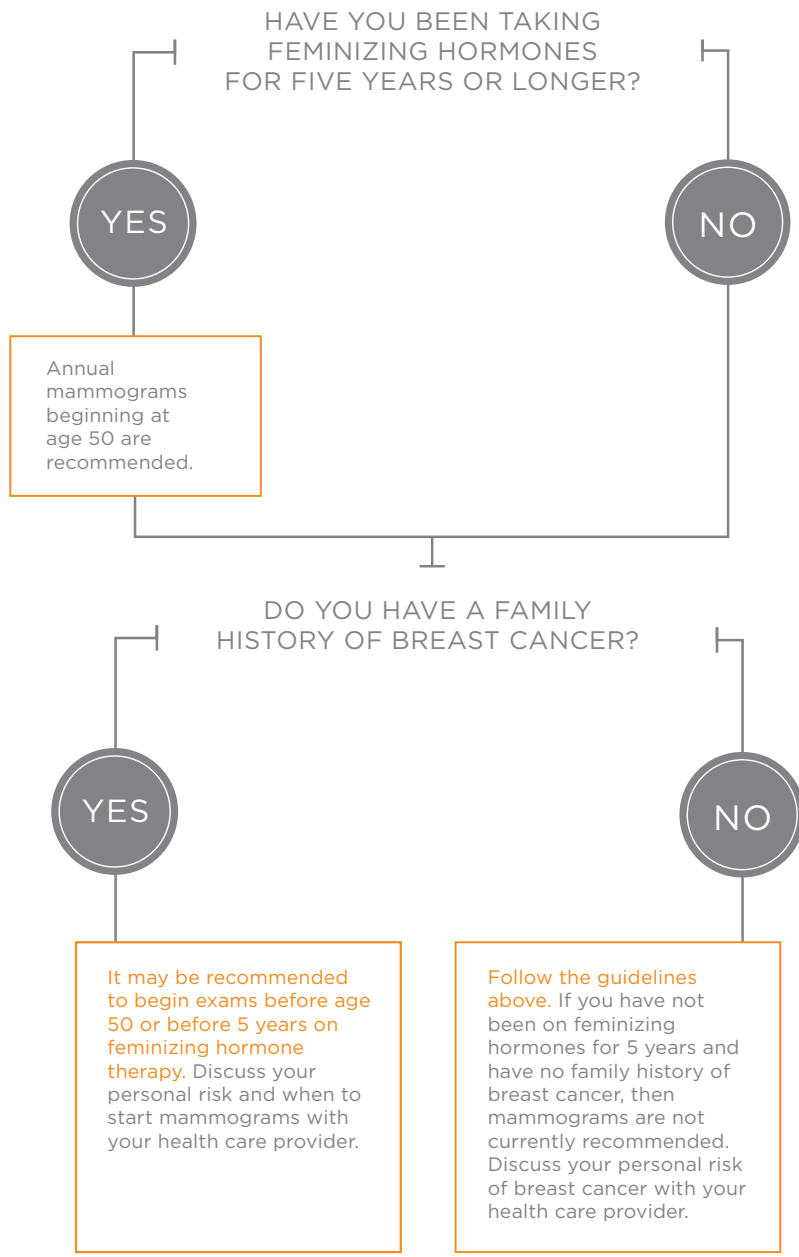 HAVE YOU BEEN TAKING
FEMINIZING HORMONES
FOR FIVE YEARS OR LONGER?
YES
NO
Annual
mammograms
beginning at
age 50 are
recommended.
DO YOU HAVE A FAMILY
HISTORY OF BREAST CANCER?
YES
NO
It may be recommended
to begin exams before age
50 or before 5 years on
feminizing hormone
therapy. Discuss your
personal risk and when to
start mammograms with
your health care provider.
Follow the guidelines
above. If you have not
been on feminizing
hormones for 5 years and
have no family history of
breast cancer, then
mammograms are not
currently recommended.
Discuss your personal risk
of breast cancer with your
health care provider.